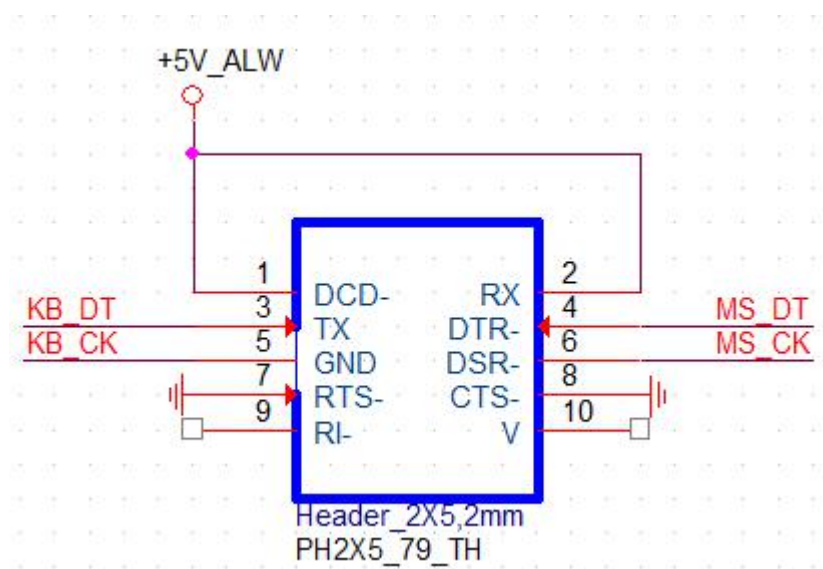 +5V_ALW
1 2
DCD- RX
KB_DT 3 4 MS_DT
TX DTR-
KB_CK 5 6 MS_CK
GND DSR-
7 8
RTS- CTS-
9 10
RI- V
Header_2X5,2mm
PH2X5_79_TH